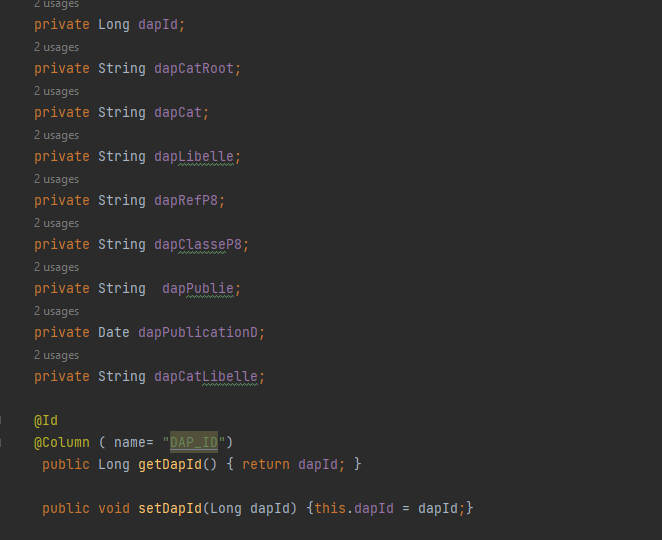 2 usages
private Long dapId;
2 usages
private String dapCatRoot;
2 usages
private String dapCat;
2 usages
private String dapLibelle;
2 usages
private String dapRefP8;
2 usages
private String dapClasseP8;
2 usages
private String  dapPublie;
2 usages
private Date dapPublicationD;
2 usages
private String dapCatLibelle;
@Id
@Column ( name= "DAP_ID")
public Long getDapId() { return dapId; }
public void setDapId(Long dapId) {this.dapId = dapId;}